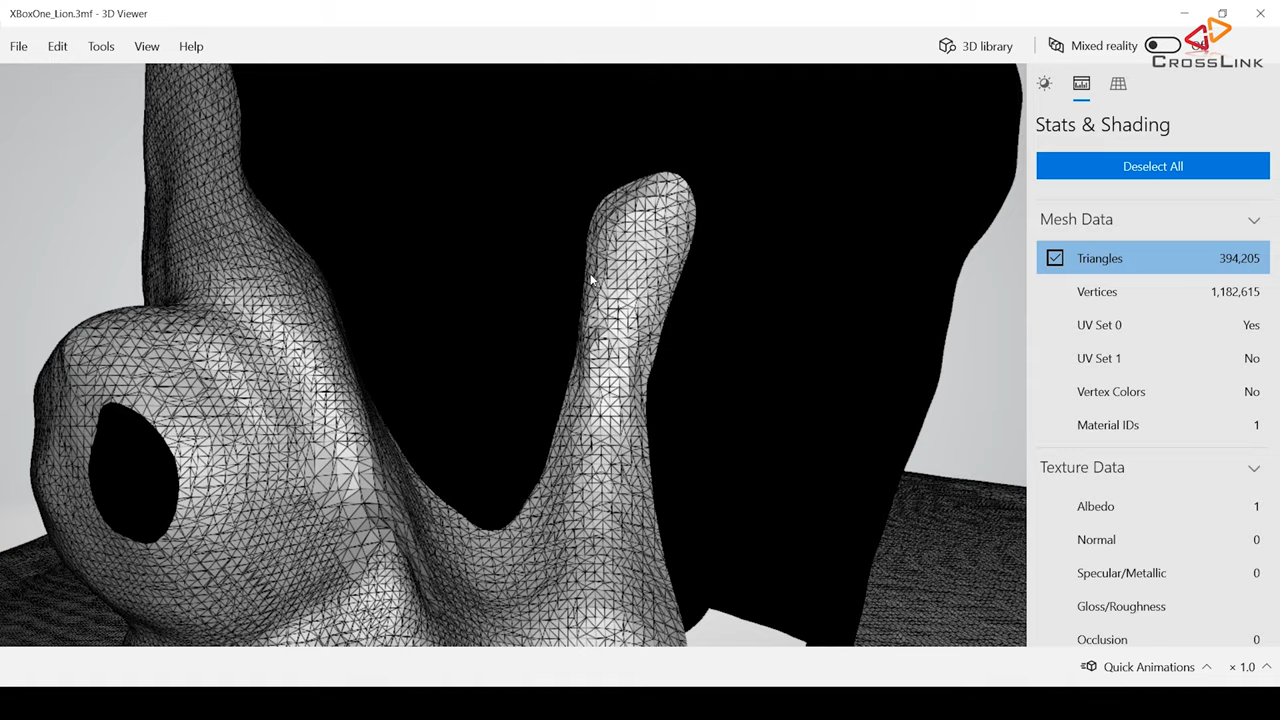 XBoxOne_Lion.3mf - 3D Viewer
File Edit Tools View Help
3D library
Mixed reality
CROSSLINK
Stats & Shading
Deselect All
Mesh Data
Triangles 394,205
Vertices 1,182,615
UV Set 0 Yes
UV Set 1 No
Vertex Colors No
Material IDs 1
Texture Data
Albedo 1
Normal 0
Specular/Metallic 0
Gloss/Roughness
Occlusion 0
Quick Animations × 1.0